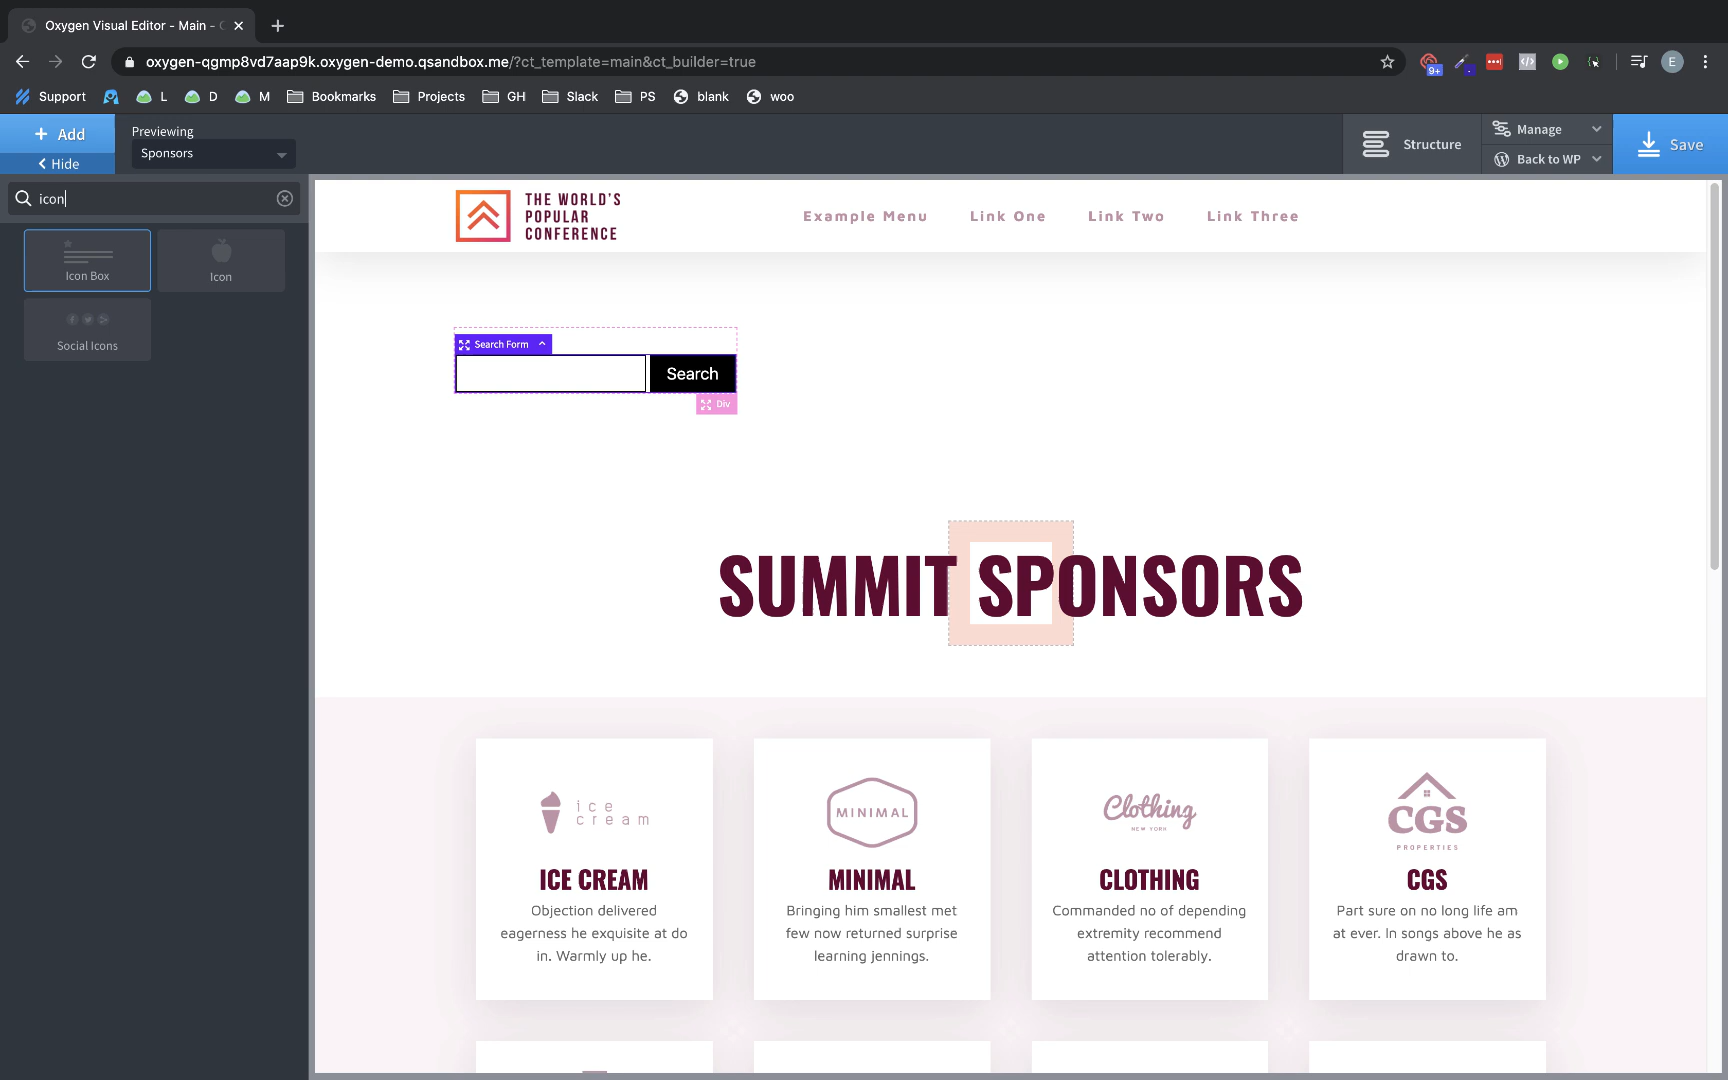 Oxygen Visual Editor - Main -
oxygen-qgmp8vd7aap9k.oxygen-demo.qsandbox.me/?ct_template=main&ct_builder=true
9+
E
Support
L
D
M
Bookmarks
Projects
GH
Slack
PS
blank
woo
Add
Hide
Previewing
Sponsors
Structure
Manage
Back to WP
Save
icon
Icon Box
Icon
Social Icons
THE WORLD'S
POPULAR
CONFERENCE
Example Menu
Link One
Link Two
Link Three
Search Form
Search
Div
SUMMIT SPONSORS
ice
cream
MINIMAL
Clothing
NEW YORK
CGS
PROPERTIES
ICE CREAM
Objection delivered
eagerness he exquisite at do
in. Warmly up he.
MINIMAL
Bringing him smallest met
few now returned surprise
learning jennings.
CLOTHING
Commanded no of depending
extremity recommend
attention tolerably.
CGS
Part sure on no long life am
at ever. In songs above he as
drawn to.